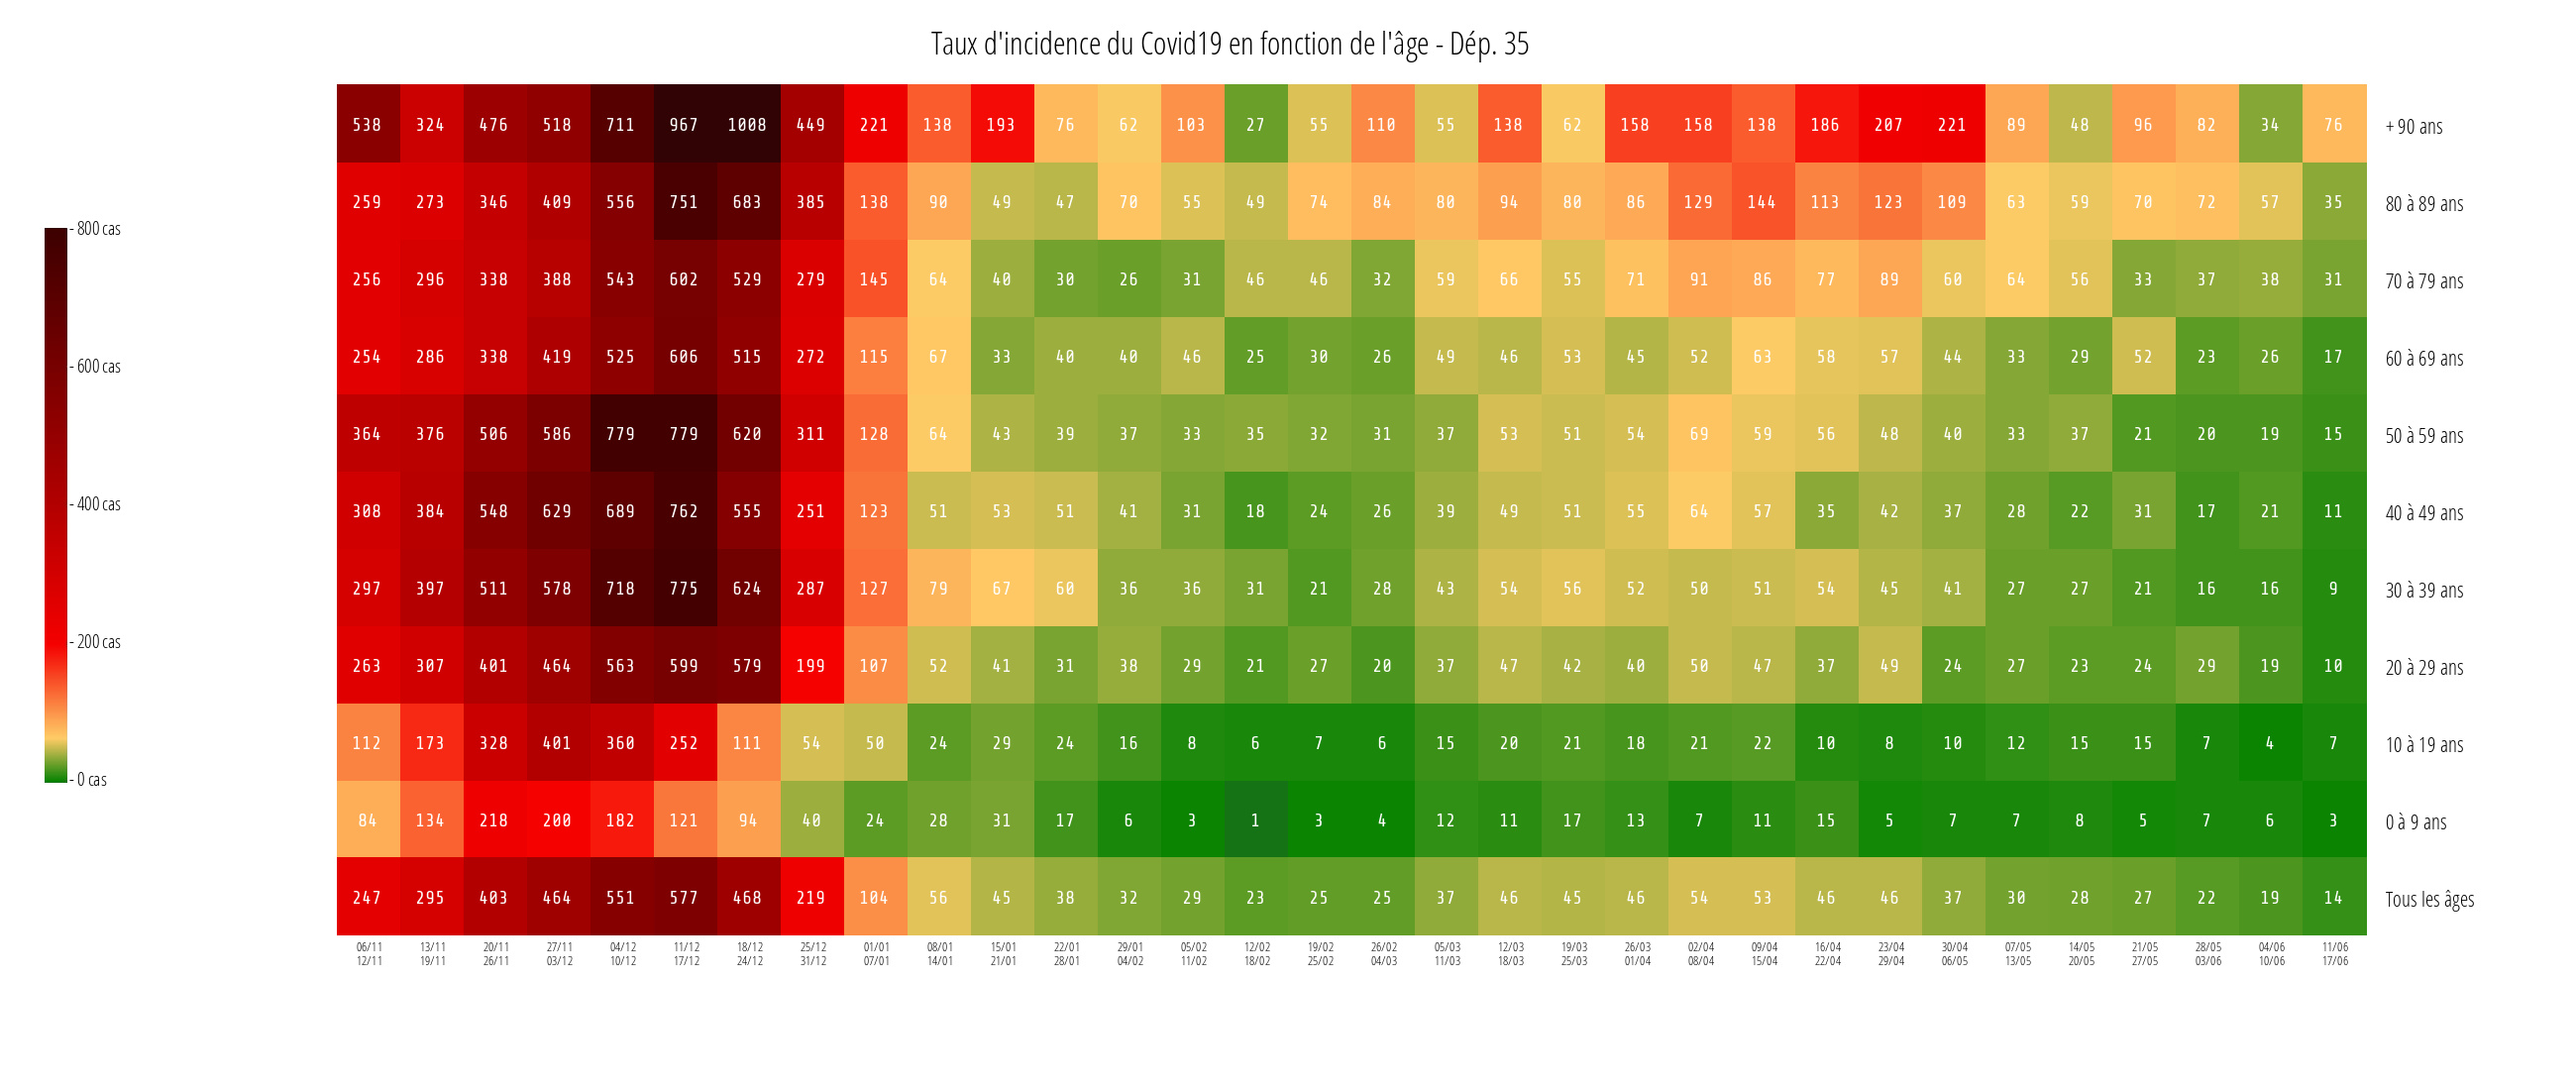 Taux d'incidence du Covid19 en fonction de l'âge - Dép. 35
538 324 476 518 711 967 1008 449 221 138 193 76 62 103 27 55 110 55 138 62 158 158 138 186 207 221 89 48 96 82 34 76 + 90 ans
259 273 346 409 556 751 683 385 138 90 49 47 70 55 49 74 84 80 94 80 86 129 144 113 123 109 63 59 70 72 57 35 80 à 89 ans
- 800 cas
256 296 338 388 543 602 529 279 145 64 40 30 26 31 46 46 32 59 66 55 71 91 86 77 89 60 64 56 33 37 38 31 70 à 79 ans
254 286 338 419 525 606 515 272 115 67 33 40 40 46 25 30 26 49 46 53 45 52 63 58 57 44 33 29 52 23 26 17 60 à 69 ans
- 600 cas
364 376 506 586 779 779 620 311 128 64 43 39 37 33 35 32 31 37 53 51 54 69 59 56 48 40 33 37 21 20 19 15 50 à 59 ans
- 400 cas
308 384 548 629 689 762 555 251 123 51 53 51 41 31 18 24 26 39 49 51 55 64 57 35 42 37 28 22 31 17 21 11 40 à 49 ans
297 397 511 578 718 775 624 287 127 79 67 60 36 36 31 21 28 43 54 56 52 50 51 54 45 41 27 27 21 16 16 9 30 à 39 ans
- 200 cas
263 307 401 464 563 599 579 199 107 52 41 31 38 29 21 27 20 37 47 42 40 50 47 37 49 24 27 23 24 29 19 10 20 à 29 ans
112 173 328 401 360 252 111 54 50 24 29 24 16 8 6 7 6 15 20 21 18 21 22 10 8 10 12 15 15 7 4 7 10 à 19 ans
- 0 cas
84 134 218 200 182 121 94 40 24 28 31 17 6 3 1 3 4 12 11 17 13 7 11 15 5 7 7 8 5 7 6 3 0 à 9 ans
247 295 403 464 551 577 468 219 104 56 45 38 32 29 23 25 25 37 46 45 46 54 53 46 46 37 30 28 27 22 19 14 Tous les âges
06/11 13/11 20/11 27/11 04/12 11/12 18/12 25/12 01/01 08/01 15/01 22/01 29/01 05/02 12/02 19/02 26/02 05/03 12/03 19/03 26/03 02/04 09/04 16/04 23/04 30/04 07/05 14/05 21/05 28/05 04/06 11/06
12/11 19/11 26/11 03/12 10/12 17/12 24/12 31/12 07/01 14/01 21/01 28/01 04/02 11/02 18/02 25/02 04/03 11/03 18/03 25/03 01/04 08/04 15/04 22/04 29/04 06/05 13/05 20/05 27/05 03/06 10/06 17/06